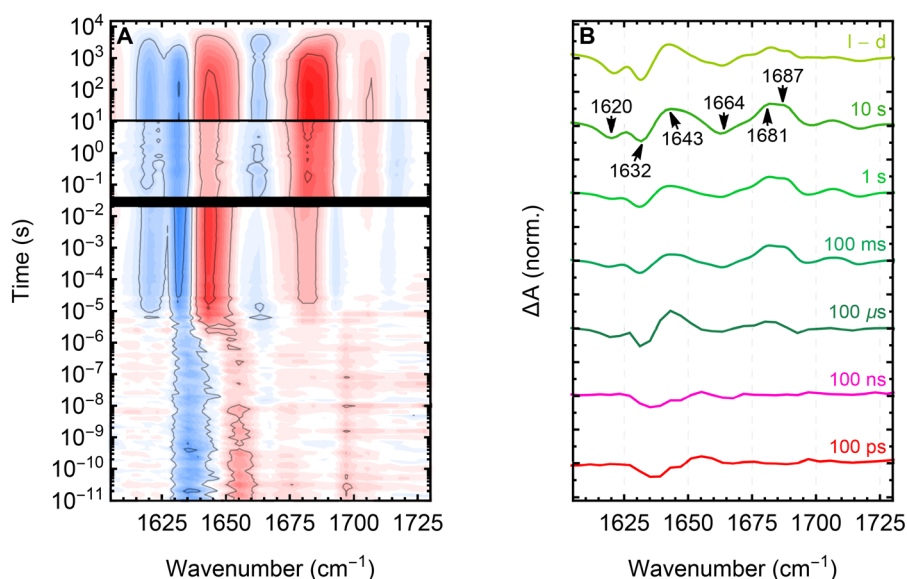 A
10⁴
10³
10²
10¹
10⁰
10⁻¹
10⁻²
10⁻³
10⁻⁴
10⁻⁵
10⁻⁶
10⁻⁷
10⁻⁸
10⁻⁹
10⁻¹⁰
10⁻¹¹
Time (s)
1625 1650 1675 1700 1725
Wavenumber (cm⁻¹)
B
l – d
1687
1620 1664 10 s
1632 1643 1681
1 s
100 ms
100 µs
100 ns
100 ps
ΔA (norm.)
1625 1650 1675 1700 1725
Wavenumber (cm⁻¹)